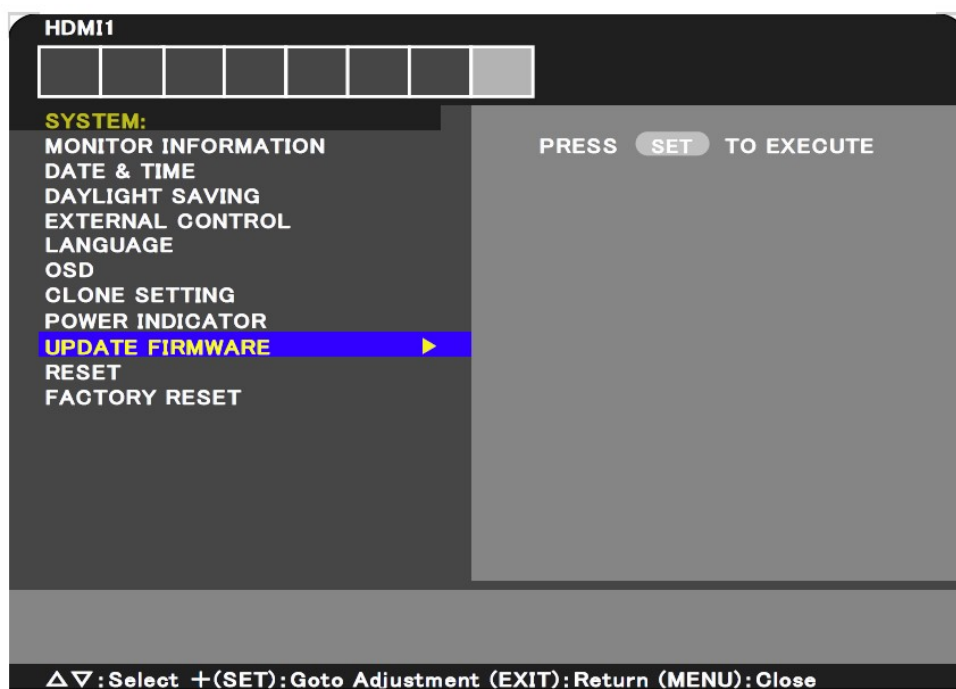 HDMI1
SYSTEM:
MONITOR INFORMATION
DATE & TIME
DAYLIGHT SAVING
EXTERNAL CONTROL
LANGUAGE
OSD
CLONE SETTING
POWER INDICATOR
UPDATE FIRMWARE
RESET
FACTORY RESET
PRESS SET TO EXECUTE
△▽:Select +(SET):Goto Adjustment (EXIT):Return (MENU):Close